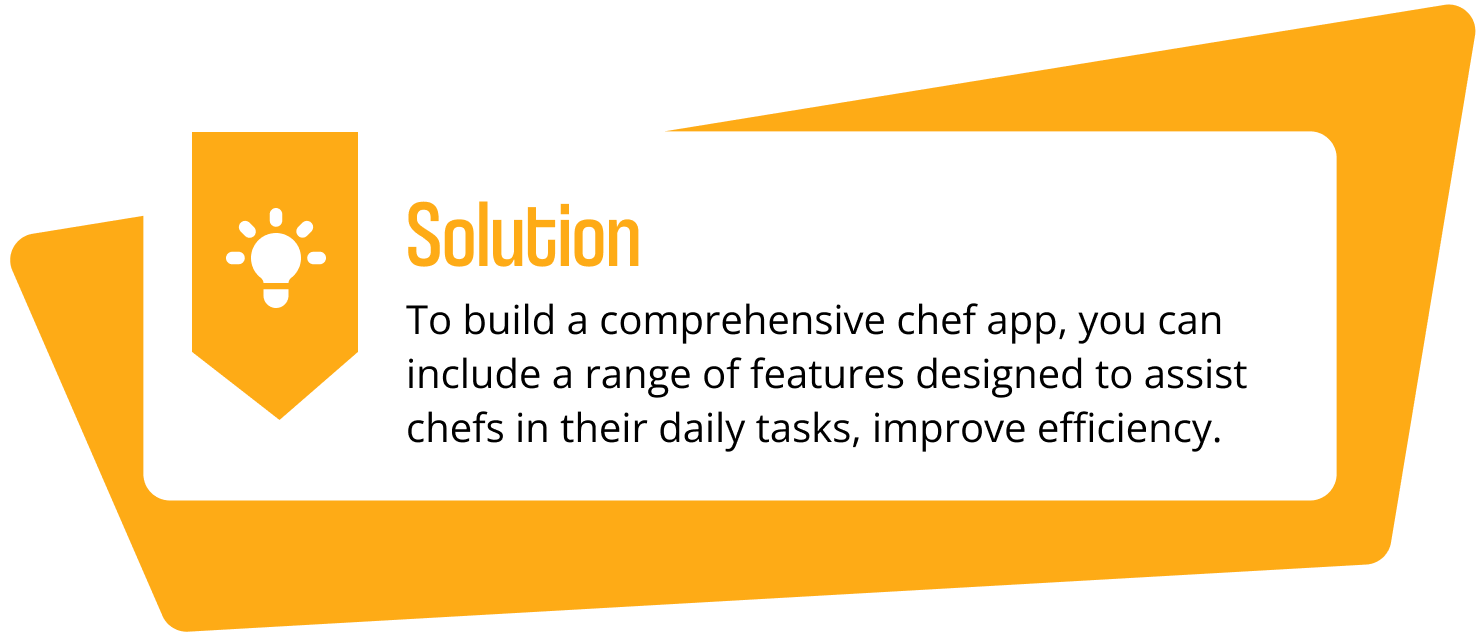 Solution
To build a comprehensive chef app, you can
include a range of features designed to assist
chefs in their daily tasks, improve efficiency.